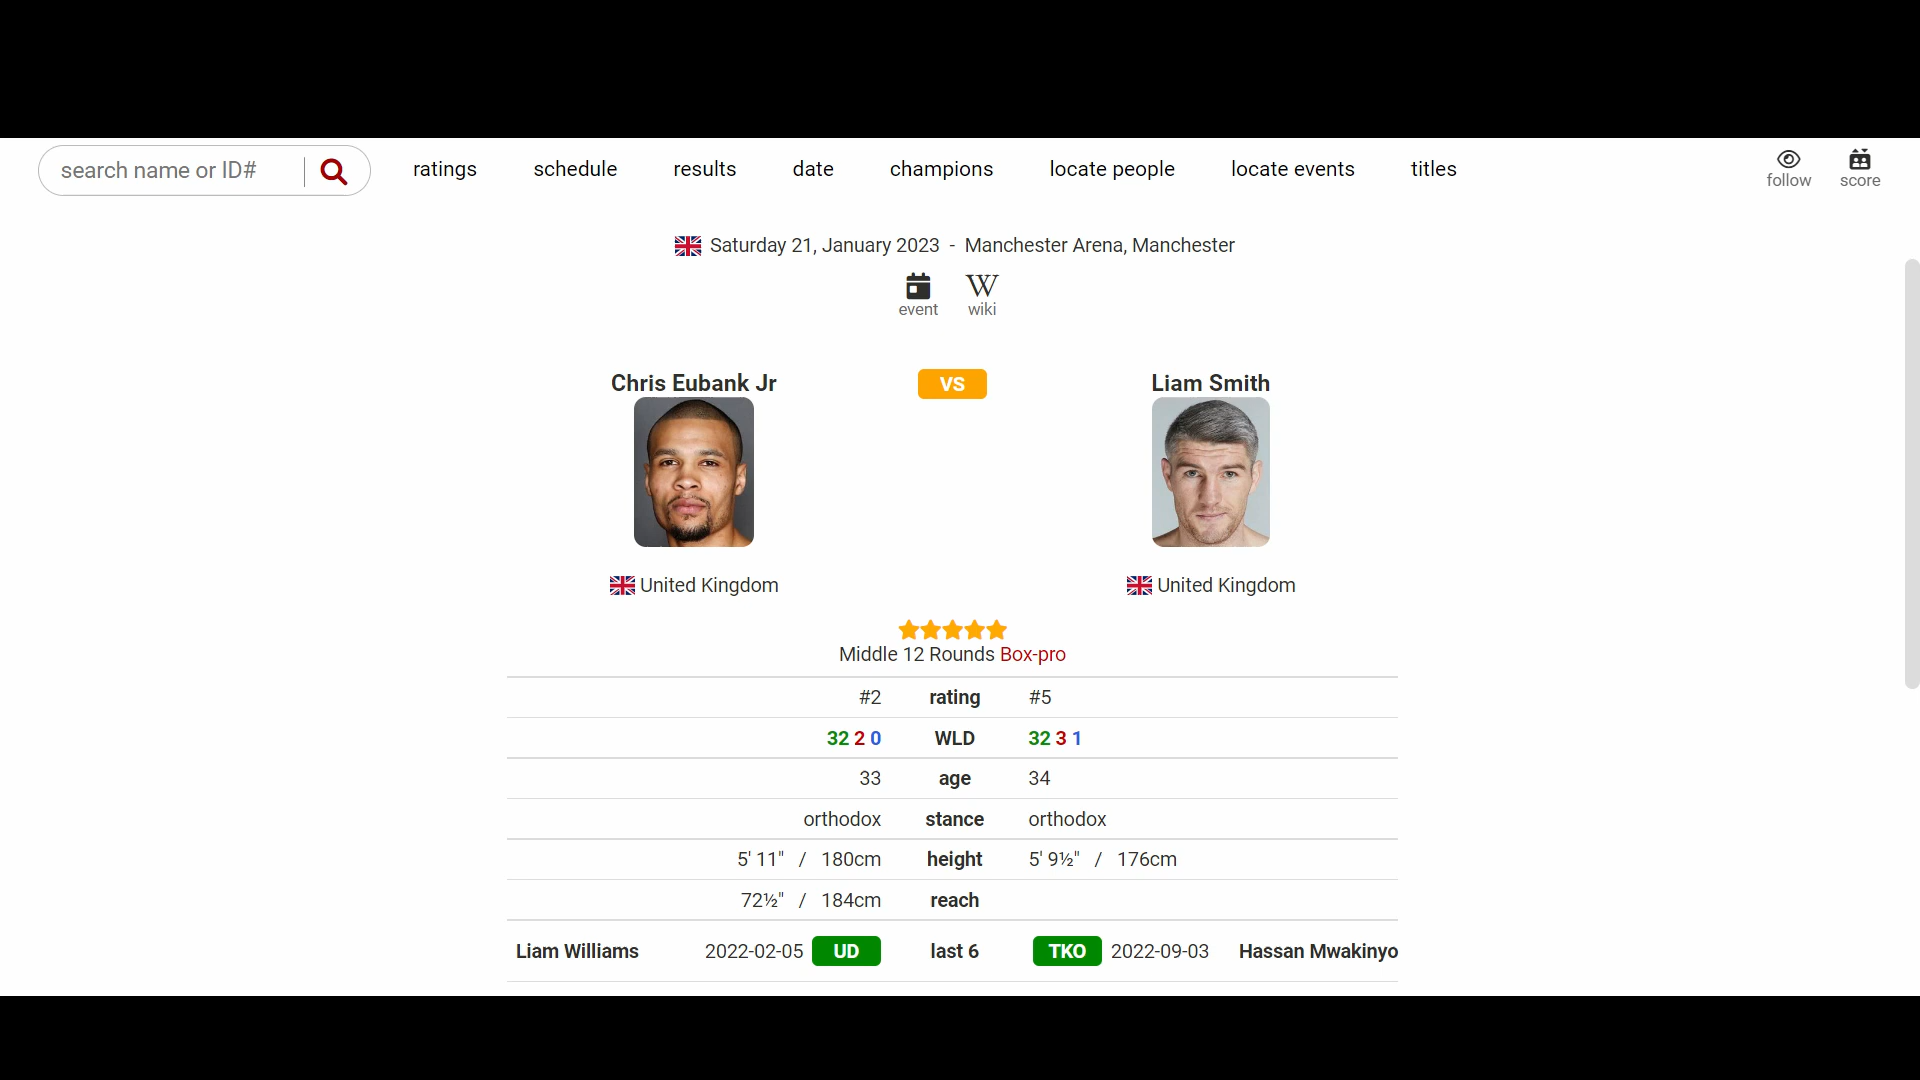 search name or ID# ratings schedule results date champions locate people locate events titles follow score
Saturday 21, January 2023 - Manchester Arena, Manchester
event W wiki
Chris Eubank Jr VS Liam Smith
United Kingdom United Kingdom
Middle 12 Rounds Box-pro
#2 rating #5
32 2 0 WLD 32 3 1
33 age 34
orthodox stance orthodox
5' 11" / 180cm height 5' 9½" / 176cm
72½" / 184cm reach
Liam Williams 2022-02-05 UD last 6 TKO 2022-09-03 Hassan Mwakinyo